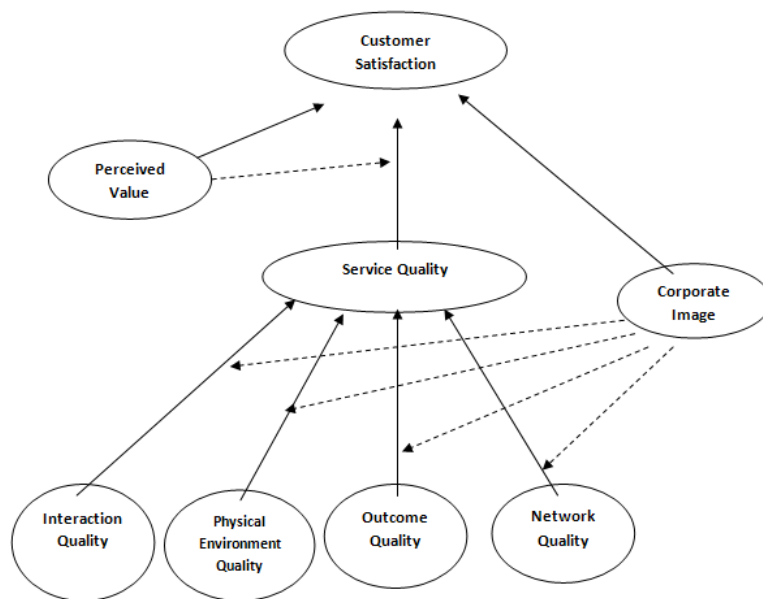 Customer
Satisfaction
Perceived
Value
Service Quality
Corporate
Image
Interaction
Quality
Physical
Environment
Quality
Outcome
Quality
Network
Quality